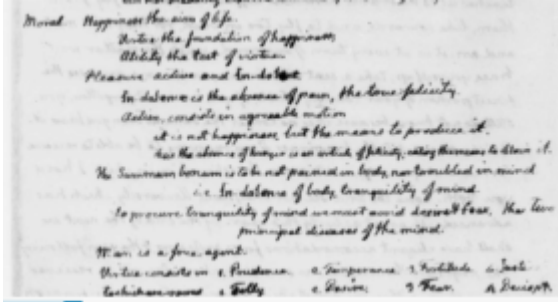 Moral. Happiness the aim of life.
Virtue the foundation of happiness,
Utility the test of virtue.
Pleasure active and In-dolent.
In-dolence is the absence of pain, the true felicity.
Active, consists in agreeable motion
it is not happiness, but the means to produce it.
thus the absence of hunger is an article of felicity, eating the means to obtain it.
The Summum bonum is to be not pained in body, nor troubled in mind
i.e. In-dolence of body, tranquility of mind
to procure tranquility of mind we must avoid desire & fear, the two
principal diseases of the mind.
Man is a free agent.
Virtue consists in 1. Prudence 2. Temperance 3. Fortitude 4. Justice
to which are opposed 1. Folly 2. Desire 3. Fear 4. Deceipt.